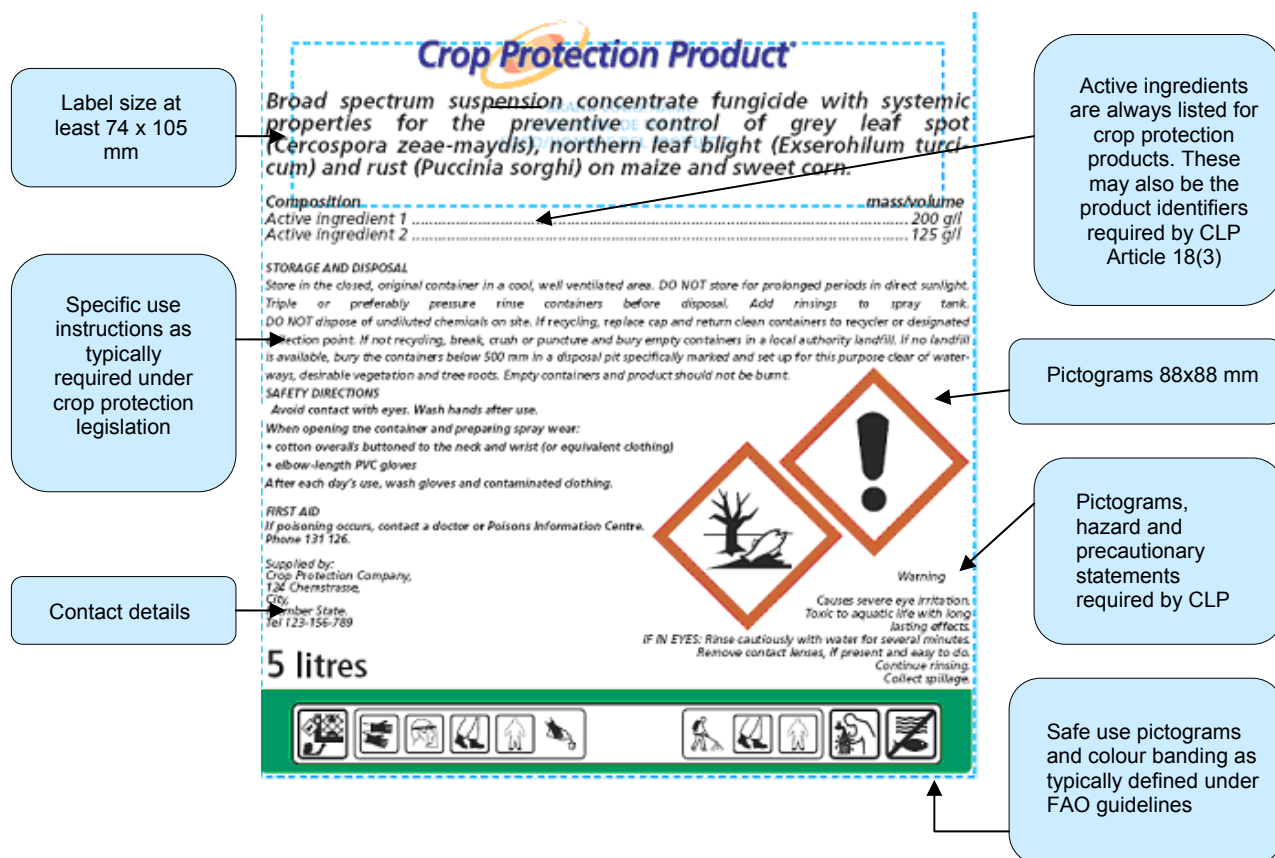 Crop Protection Product
Broad spectrum suspension concentrate fungicide with systemic
properties for the preventive control of grey leaf spot
(Cercospora zeae-maydis), northern leaf blight (Exserohilum turci-
cum) and rust (Puccinia sorghi) on maize and sweet corn.
Composition mass/volume
Active ingredient 1 200 g/l
Active ingredient 2 125 g/l
STORAGE AND DISPOSAL
Store in the closed, original container in a cool, well ventilated area. DO NOT store for prolonged periods in direct sunlight.
Triple or preferably pressure rinse containers before disposal. Add rinsings to spray tank.
DO NOT dispose of undiluted chemicals on site. If recycling, replace cap and return clean containers to recycler or designated
collection point. If not recycling, break, crush or puncture and bury empty containers in a local authority landfill. If no landfill
is available, bury the containers below 500 mm in a disposal pit specifically marked and set up for this purpose clear of water-
ways, desirable vegetation and tree roots. Empty containers and product should not be burnt.
SAFETY DIRECTIONS
Avoid contact with eyes. Wash hands after use.
When opening the container and preparing spray wear:
• cotton overalls buttoned to the neck and wrist (or equivalent clothing)
• elbow-length PVC gloves
After each day's use, wash gloves and contaminated clothing.
FIRST AID
If poisoning occurs, contact a doctor or Poisons Information Centre.
Phone 131 126.
Supplied by:
Crop Protection Company,
124 Chemstrasse,
City,
Member State.
Tel 123-156-789
5 litres
Warning
Causes severe eye irritation.
Toxic to aquatic life with long
lasting effects.
IF IN EYES: Rinse cautiously with water for several minutes.
Remove contact lenses, if present and easy to do.
Continue rinsing.
Collect spillage.
Label size at
least 74 x 105
mm
Specific use
instructions as
typically
required under
crop protection
legislation
Contact details
Active ingredients
are always listed for
crop protection
products. These
may also be the
product identifiers
required by CLP
Article 18(3)
Pictograms 88x88 mm
Pictograms,
hazard and
precautionary
statements
required by CLP
Safe use pictograms
and colour banding as
typically defined under
FAO guidelines